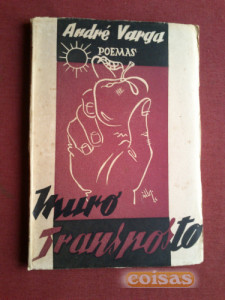 André Varga
POEMAS
Muro
Transposto
coisas